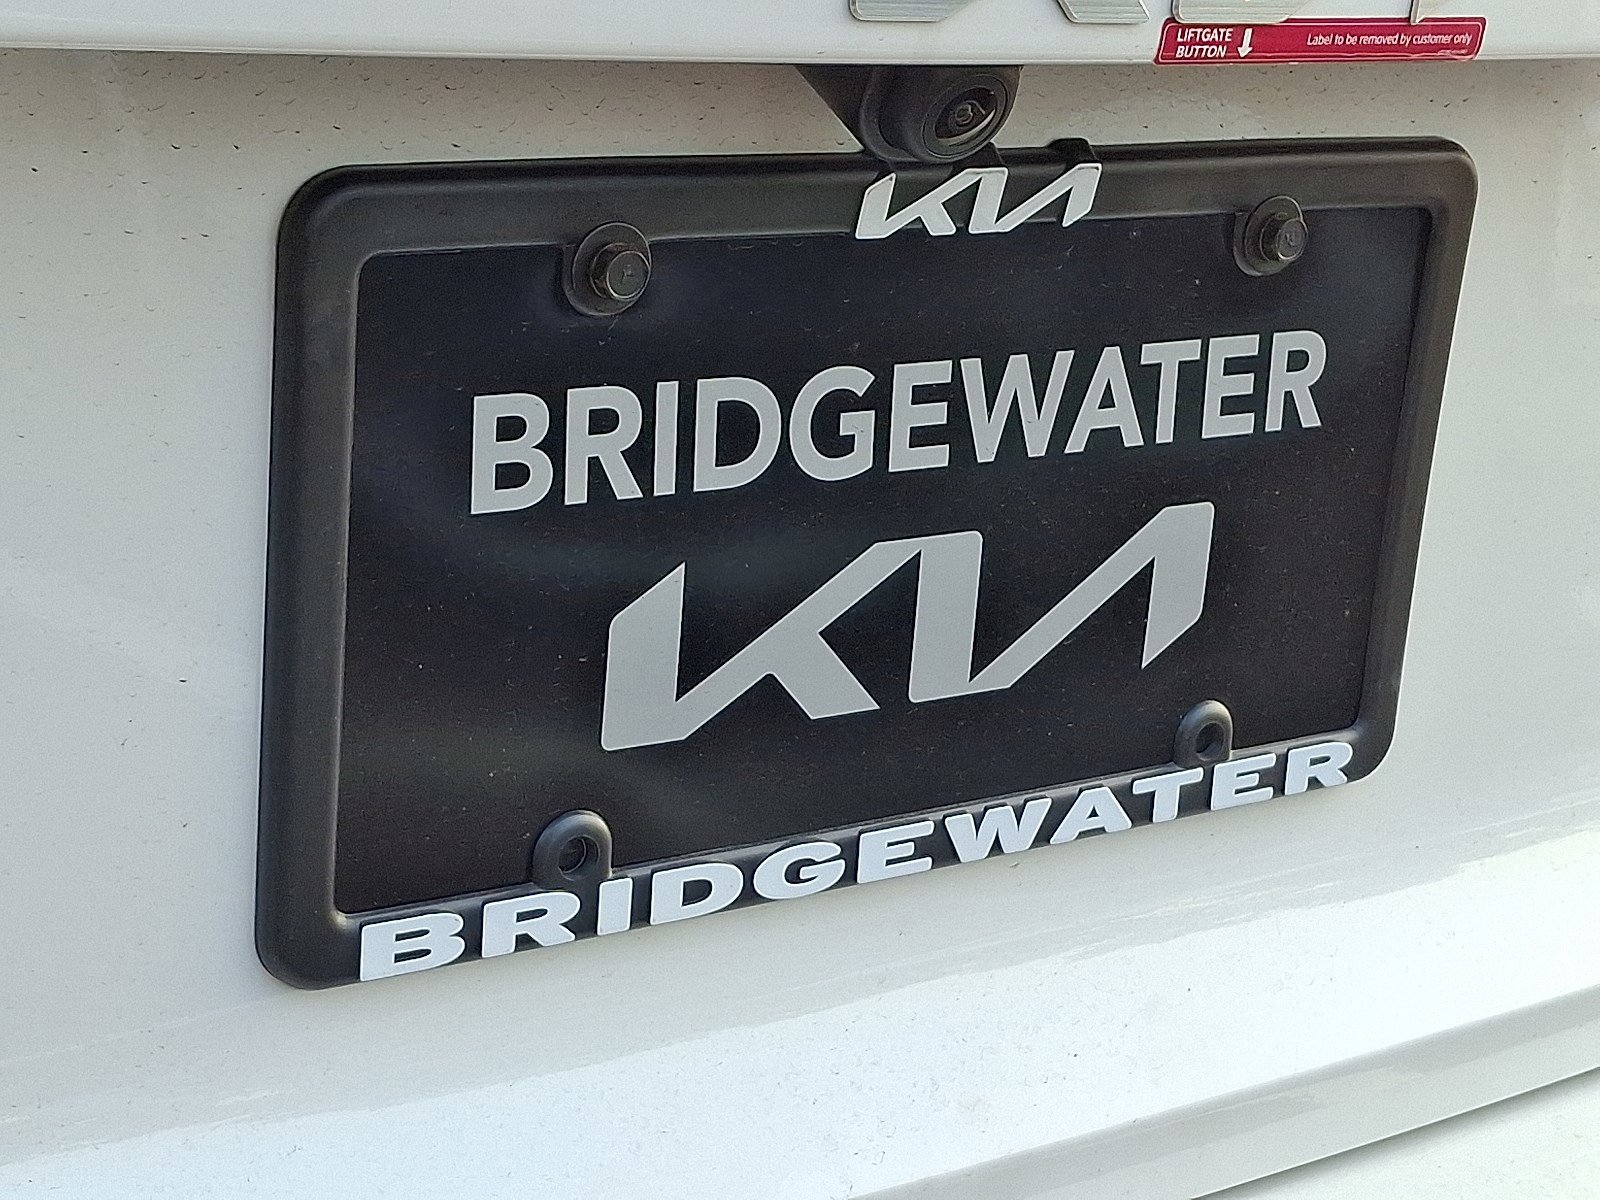 LIFTGATE
BUTTON
Label to be removed by customer only
KIA
BRIDGEWATER
KIA
BRIDGEWATER